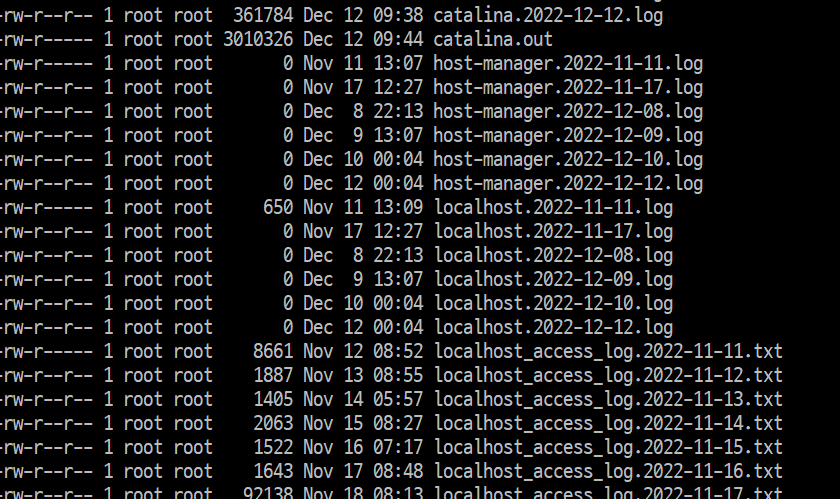 -rw-r--r-- 1 root root  361784 Dec 12 09:38 catalina.2022-12-12.log
-rw-r----- 1 root root 3010326 Dec 12 09:44 catalina.out
-rw-r----- 1 root root       0 Nov 11 13:07 host-manager.2022-11-11.log
-rw-r----- 1 root root       0 Nov 17 12:27 host-manager.2022-11-17.log
-rw-r--r-- 1 root root       0 Dec  8 22:13 host-manager.2022-12-08.log
-rw-r--r-- 1 root root       0 Dec  9 13:07 host-manager.2022-12-09.log
-rw-r--r-- 1 root root       0 Dec 10 00:04 host-manager.2022-12-10.log
-rw-r--r-- 1 root root       0 Dec 12 00:04 host-manager.2022-12-12.log
-rw-r----- 1 root root     650 Nov 11 13:09 localhost.2022-11-11.log
-rw-r----- 1 root root       0 Nov 17 12:27 localhost.2022-11-17.log
-rw-r--r-- 1 root root       0 Dec  8 22:13 localhost.2022-12-08.log
-rw-r--r-- 1 root root       0 Dec  9 13:07 localhost.2022-12-09.log
-rw-r--r-- 1 root root       0 Dec 10 00:04 localhost.2022-12-10.log
-rw-r--r-- 1 root root       0 Dec 12 00:04 localhost.2022-12-12.log
-rw-r----- 1 root root    8661 Nov 12 08:52 localhost_access_log.2022-11-11.txt
-rw-r--r-- 1 root root    1887 Nov 13 08:55 localhost_access_log.2022-11-12.txt
-rw-r--r-- 1 root root    1405 Nov 14 05:57 localhost_access_log.2022-11-13.txt
-rw-r--r-- 1 root root    2063 Nov 15 08:27 localhost_access_log.2022-11-14.txt
-rw-r--r-- 1 root root    1522 Nov 16 07:17 localhost_access_log.2022-11-15.txt
-rw-r--r-- 1 root root    1643 Nov 17 08:48 localhost_access_log.2022-11-16.txt
-rw-r--r-- 1 root root   92138 Nov 18 08:13 localhost_access_log.2022-11-17.txt